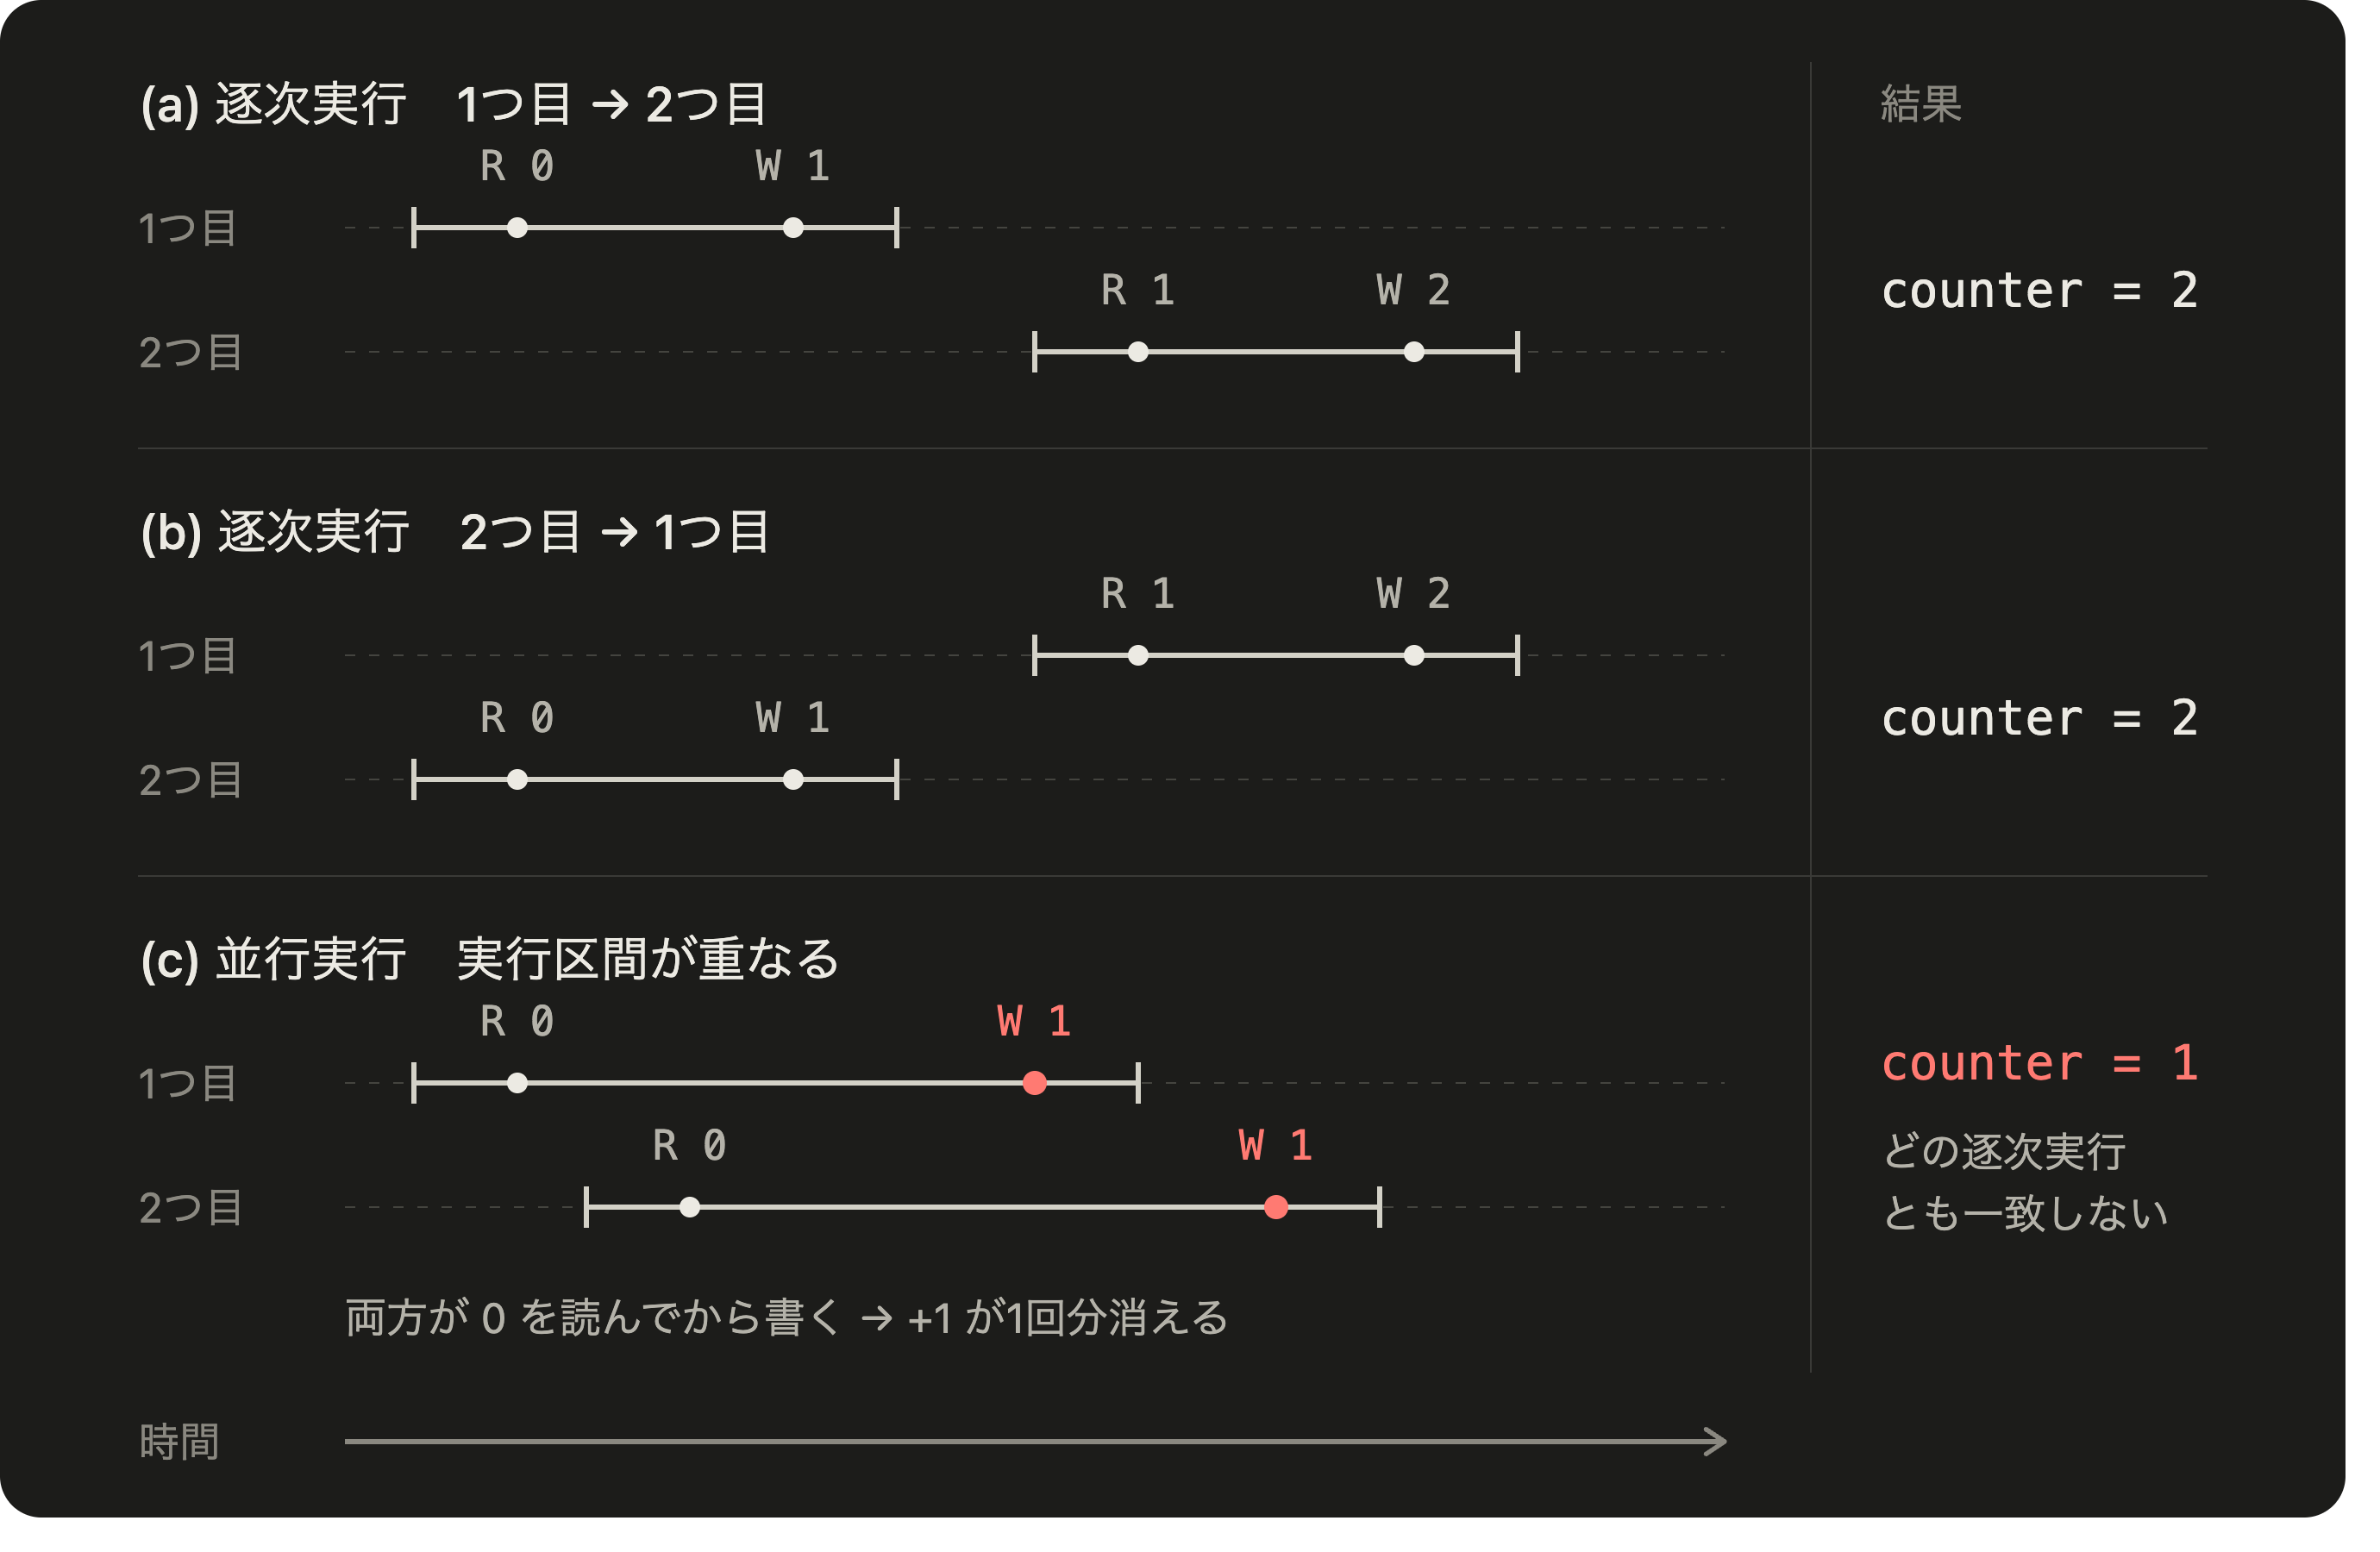 (a) 逐次実行　1つ目 → 2つ目
結果
R 0
W 1
1つ目
R 1
W 2
counter = 2
2つ目
(b) 逐次実行　2つ目 → 1つ目
R 1
W 2
1つ目
R 0
W 1
counter = 2
2つ目
(c) 並行実行　実行区間が重なる
R 0
W 1
1つ目
counter = 1
R 0
W 1
どの逐次実行
とも一致しない
2つ目
両方が 0 を読んでから書く → +1 が1回分消える
時間